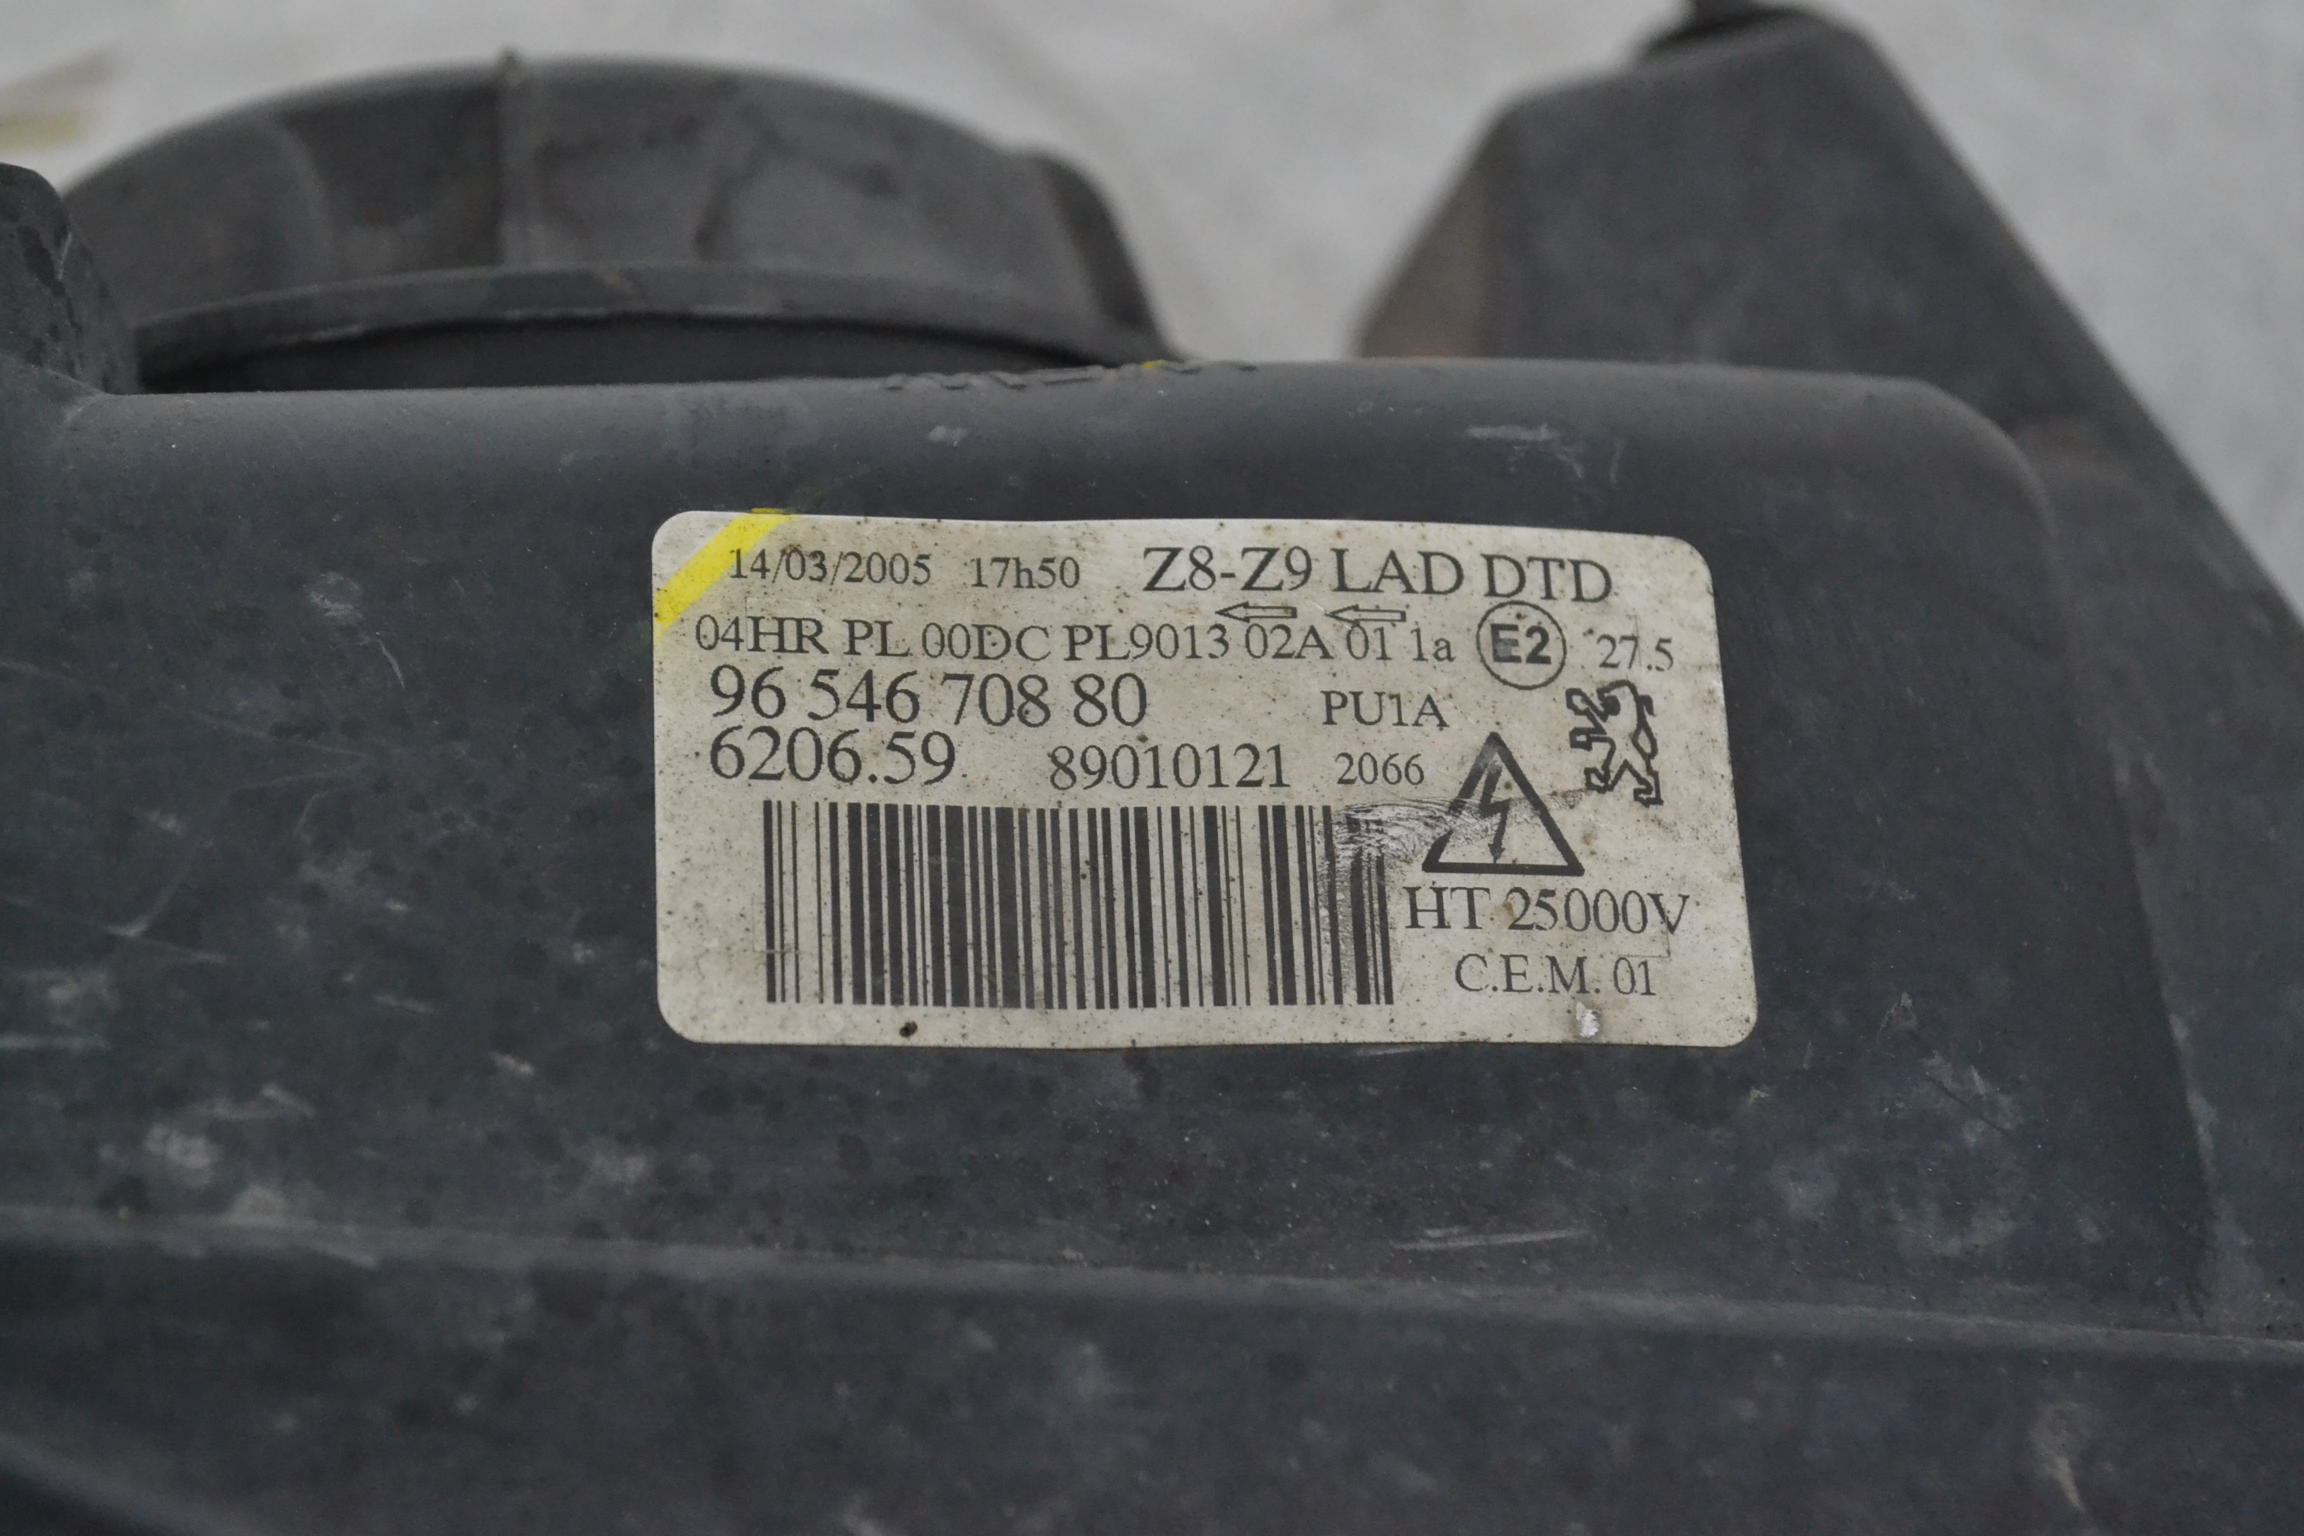 14/03/2005 17h50 Z8-Z9 LAD DTD
04HR PL 00DC PL9013 02A 01 1a E2 27.5
96 546 708 80 PU1A
6206.59 89010121 2066
HT 25000V
C.E.M. 01